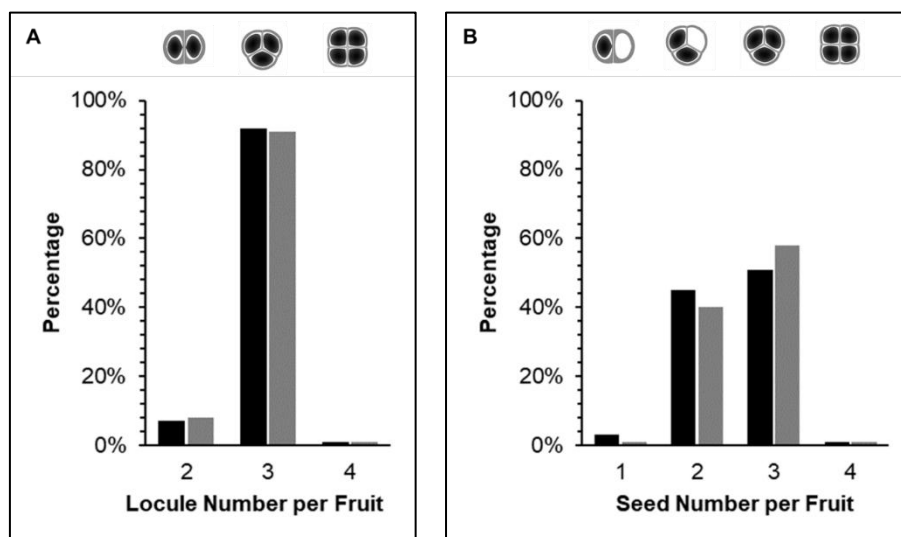 A
100%
80%
60%
40%
20%
0%
Percentage
2 3 4
Locule Number per Fruit
B
100%
80%
60%
40%
20%
0%
Percentage
1 2 3 4
Seed Number per Fruit